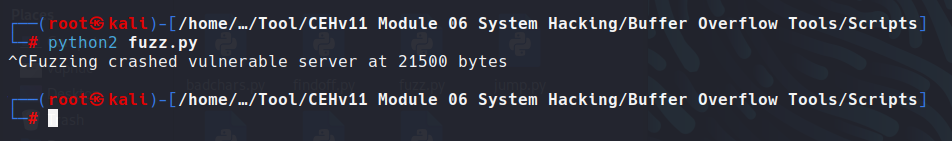 ┌──(root㉿kali)-[/home/…/Tool/CEHv11 Module 06 System Hacking/Buffer Overflow Tools/Scripts]
└─# python2 fuzz.py
^CFuzzing crashed vulnerable server at 21500 bytes
┌──(root㉿kali)-[/home/…/Tool/CEHv11 Module 06 System Hacking/Buffer Overflow Tools/Scripts]
└─#